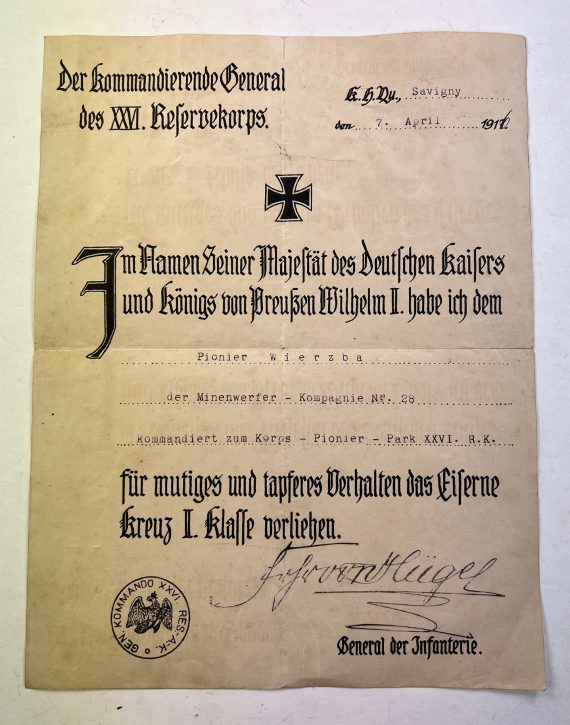 Der Kommandierende General
des XXVI. Reservekorps.
K.H.Qu., Savigny
den 7. April 1916.
Im Namen Seiner Majestät des Deutschen Kaisers
und Königs von Preußen Wilhelm II. habe ich dem
Pionier Wierzba
der Minenwerfer - Kompagnie Nr. 28
kommandiert zum Korps - Pionier - Park XXVI. R.K.
für mutiges und tapferes Verhalten das Eiserne
Kreuz I. Klasse verliehen.
Frhr von Hügel
GEN. KOMMANDO XXVI. RES.-A.-K.
General der Infanterie.